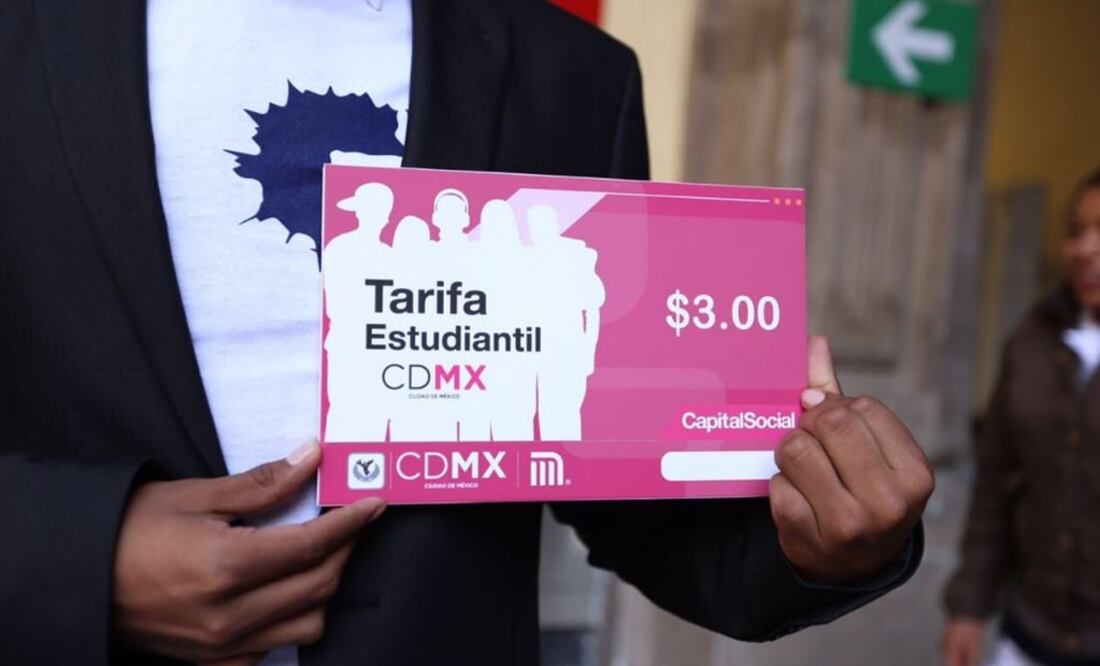 Tarifa
Estudiantil
CDMX
CIUDAD DE MÉXICO
$3.00
CapitalSocial
CDMX
CIUDAD DE MÉXICO
®